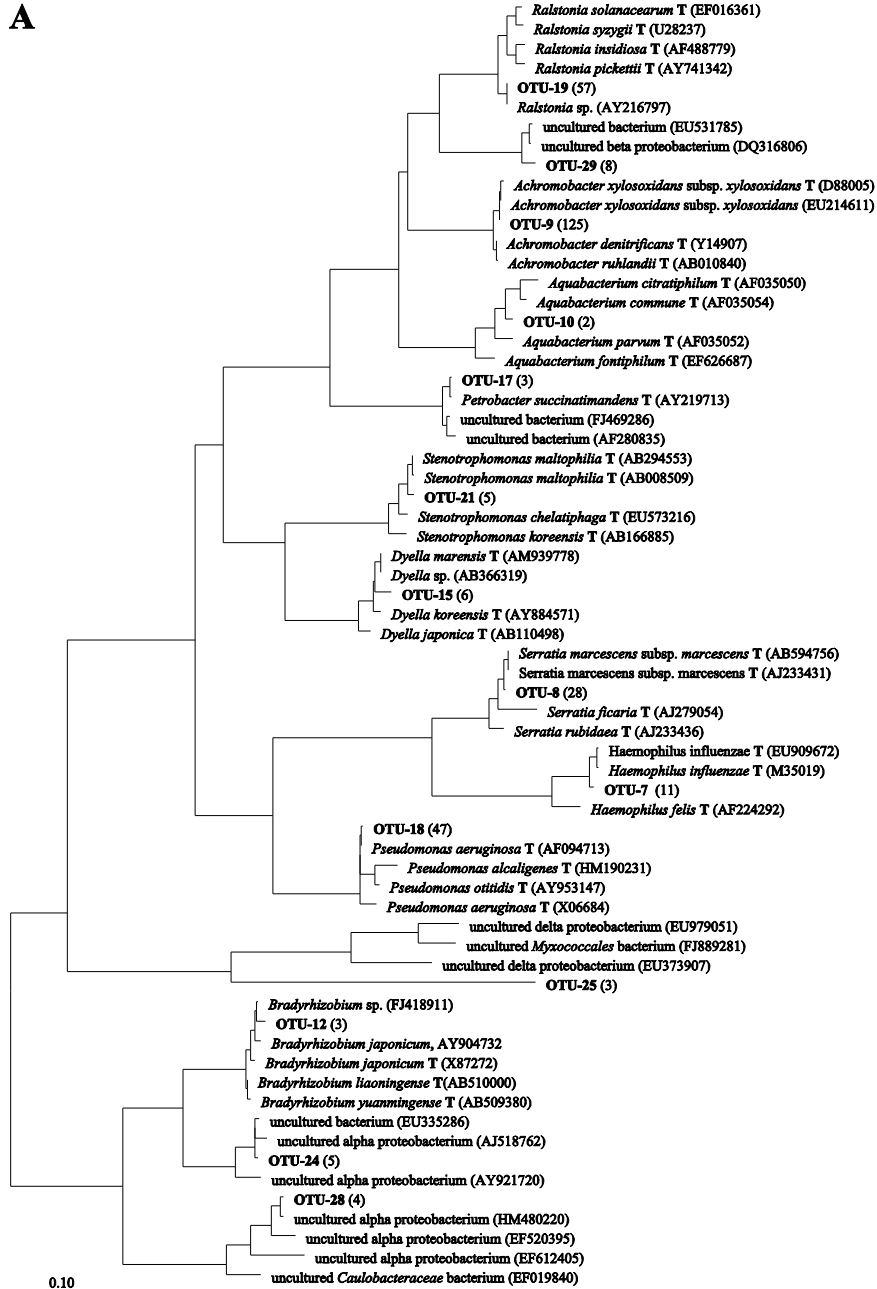 A
Ralstonia solanacearum T (EF016361)
Ralstonia syzygii T (U28237)
Ralstonia insidiosa T (AF488779)
Ralstonia pickettii T (AY741342)
OTU-19 (57)
Ralstonia sp. (AY216797)
uncultured bacterium (EU531785)
uncultured beta proteobacterium (DQ316806)
OTU-29 (8)
Achromobacter xylosoxidans subsp. xylosoxidans T (D88005)
Achromobacter xylosoxidans subsp. xylosoxidans (EU214611)
OTU-9 (125)
Achromobacter denitrificans T (Y14907)
Achromobacter ruhlandii T (AB010840)
Aquabacterium citratiphilum T (AF035050)
Aquabacterium commune T (AF035054)
OTU-10 (2)
Aquabacterium parvum T (AF035052)
Aquabacterium fontiphilum T (EF626687)
OTU-17 (3)
Petrobacter succinatimandens T (AY219713)
uncultured bacterium (FJ469286)
uncultured bacterium (AF280835)
Stenotrophomonas maltophilia T (AB294553)
Stenotrophomonas maltophilia T (AB008509)
OTU-21 (5)
Stenotrophomonas chelatiphaga T (EU573216)
Stenotrophomonas koreensis T (AB166885)
Dyella marensis T (AM939778)
Dyella sp. (AB366319)
OTU-15 (6)
Dyella koreensis T (AY884571)
Dyella japonica T (AB110498)
Serratia marcescens subsp. marcescens T (AB594756)
Serratia marcescens subsp. marcescens T (AJ233431)
OTU-8 (28)
Serratia ficaria T (AJ279054)
Serratia rubidaea T (AJ233436)
Haemophilus influenzae T (EU909672)
Haemophilus influenzae T (M35019)
OTU-7 (11)
Haemophilus felis T (AF224292)
OTU-18 (47)
Pseudomonas aeruginosa T (AF094713)
Pseudomonas alcaligenes T (HM190231)
Pseudomonas otitidis T (AY953147)
Pseudomonas aeruginosa T (X06684)
uncultured delta proteobacterium (EU979051)
uncultured Myxococcales bacterium (FJ889281)
uncultured delta proteobacterium (EU373907)
OTU-25 (3)
Bradyrhizobium sp. (FJ418911)
OTU-12 (3)
Bradyrhizobium japonicum, AY904732
Bradyrhizobium japonicum T (X87272)
Bradyrhizobium liaoningense T(AB510000)
Bradyrhizobium yuanmingense T (AB509380)
uncultured bacterium (EU335286)
uncultured alpha proteobacterium (AJ518762)
OTU-24 (5)
uncultured alpha proteobacterium (AY921720)
OTU-28 (4)
uncultured alpha proteobacterium (HM480220)
uncultured alpha proteobacterium (EF520395)
uncultured alpha proteobacterium (EF612405)
uncultured Caulobacteraceae bacterium (EF019840)
0.10